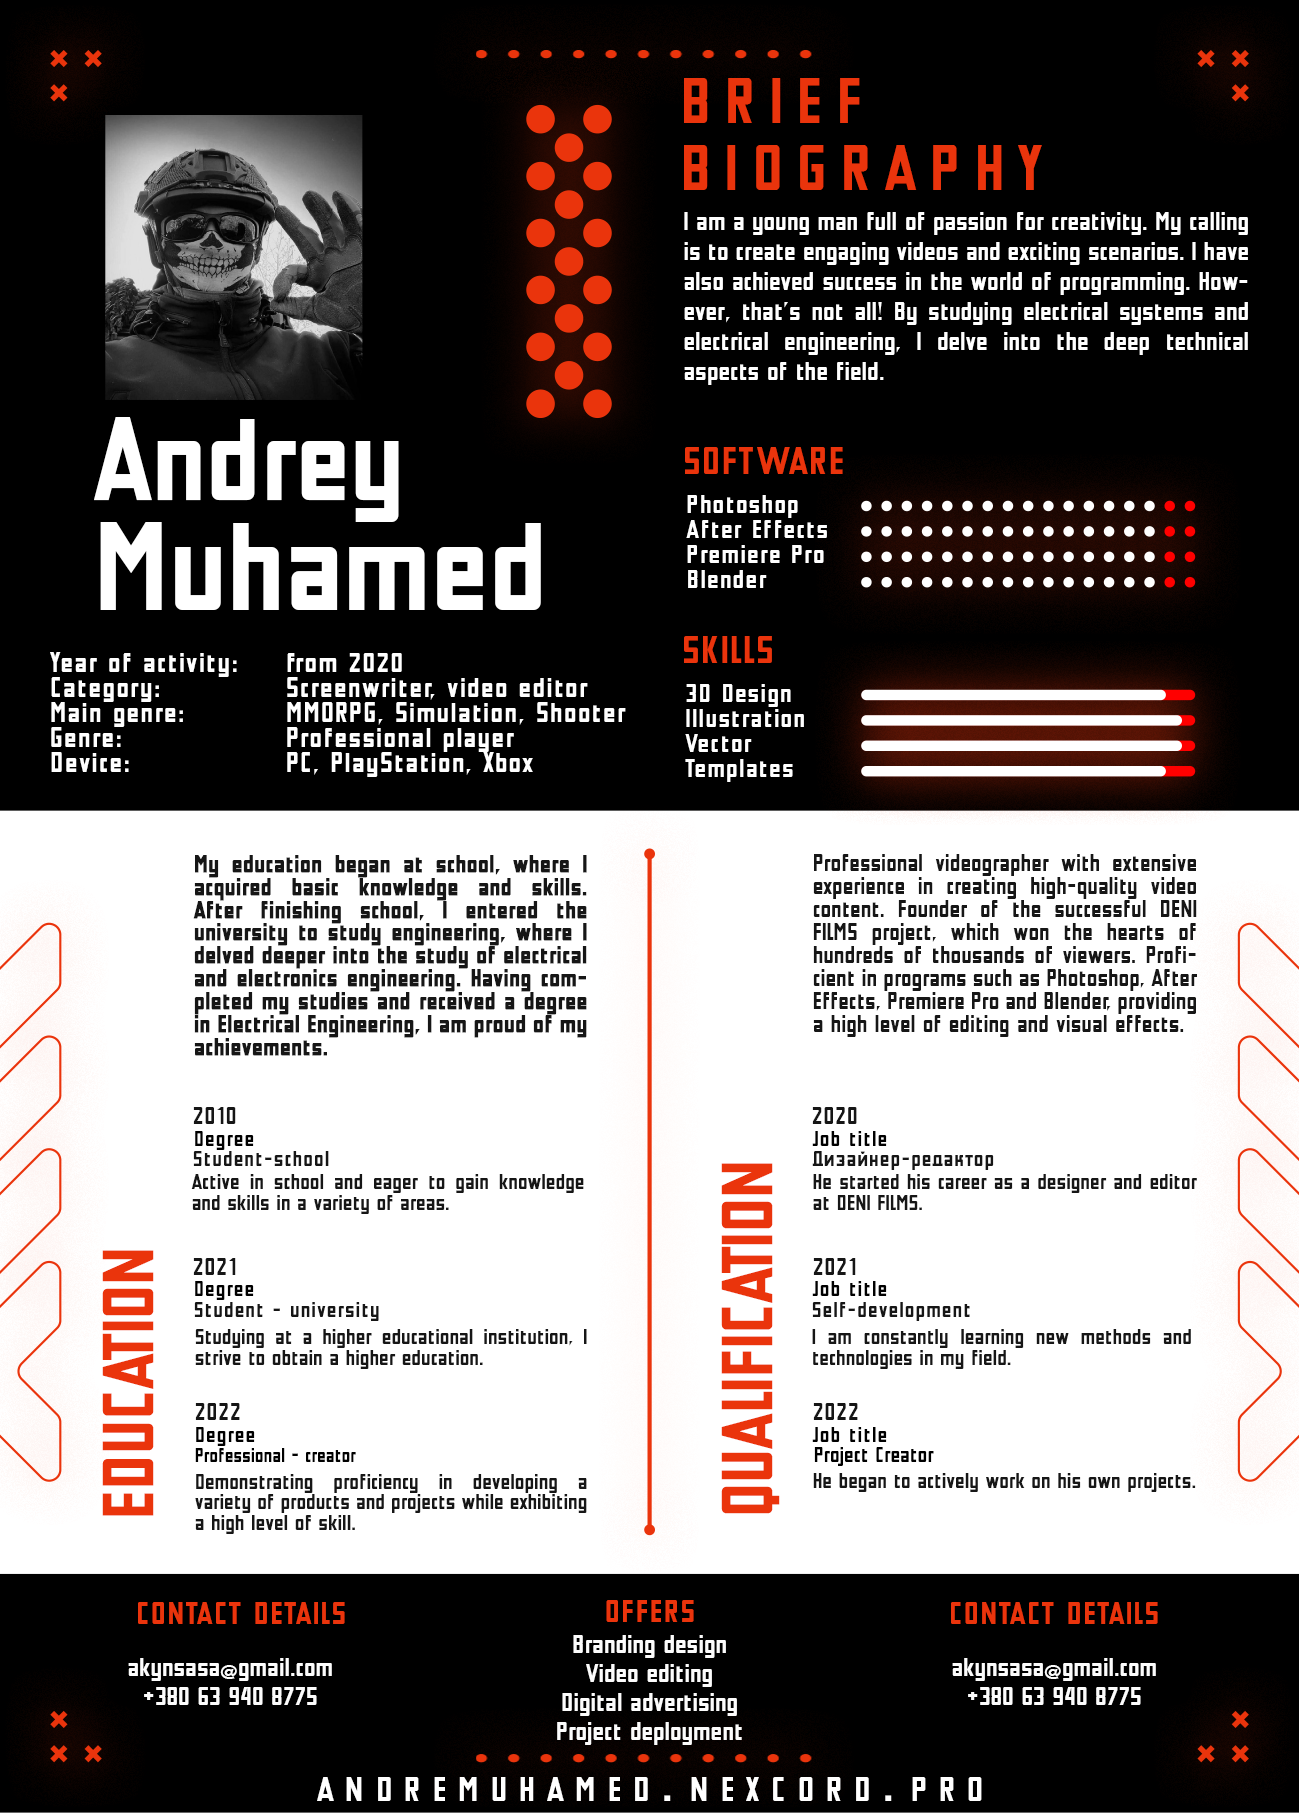 BRIEF
BIOGRAPHY
I am a young man full of passion for creativity. My calling
is to create engaging videos and exciting scenarios. I have
also achieved success in the world of programming. How-
ever, that's not all! By studying electrical systems and
electrical engineering, I delve into the deep technical
aspects of the field.
Andrey
Muhamed
Year of activity: from 2020
Category: Screenwriter, video editor
Main genre: MMORPG, Simulation, Shooter
Genre: Professional player
Device: PC, PlayStation, Xbox
SOFTWARE
Photoshop
After Effects
Premiere Pro
Blender
SKILLS
3D Design
Illustration
Vector
Templates
EDUCATION
My education began at school, where I
acquired basic knowledge and skills.
After finishing school, I entered the
university to study engineering, where I
delved deeper into the study of electrical
and electronics engineering. Having com-
pleted my studies and received a degree
in Electrical Engineering, I am proud of my
achievements.
2010
Degree
Student-school
Active in school and eager to gain knowledge
and skills in a variety of areas.
2021
Degree
Student - university
Studying at a higher educational institution, I
strive to obtain a higher education.
2022
Degree
Professional - creator
Demonstrating proficiency in developing a
variety of products and projects while exhibiting
a high level of skill.
QUALIFICATION
Professional videographer with extensive
experience in creating high-quality video
content. Founder of the successful DENI
FILMS project, which won the hearts of
hundreds of thousands of viewers. Profi-
cient in programs such as Photoshop, After
Effects, Premiere Pro and Blender, providing
a high level of editing and visual effects.
2020
Job title
Дизайнер-редактор
He started his career as a designer and editor
at DENI FILMS.
2021
Job title
Self-development
I am constantly learning new methods and
technologies in my field.
2022
Job title
Project Creator
He began to actively work on his own projects.
CONTACT DETAILS
akynsasa@gmail.com
+380 63 940 8775
OFFERS
Branding design
Video editing
Digital advertising
Project deployment
CONTACT DETAILS
akynsasa@gmail.com
+380 63 940 8775
ANDREMUHAMED.NEXCORD.PRO